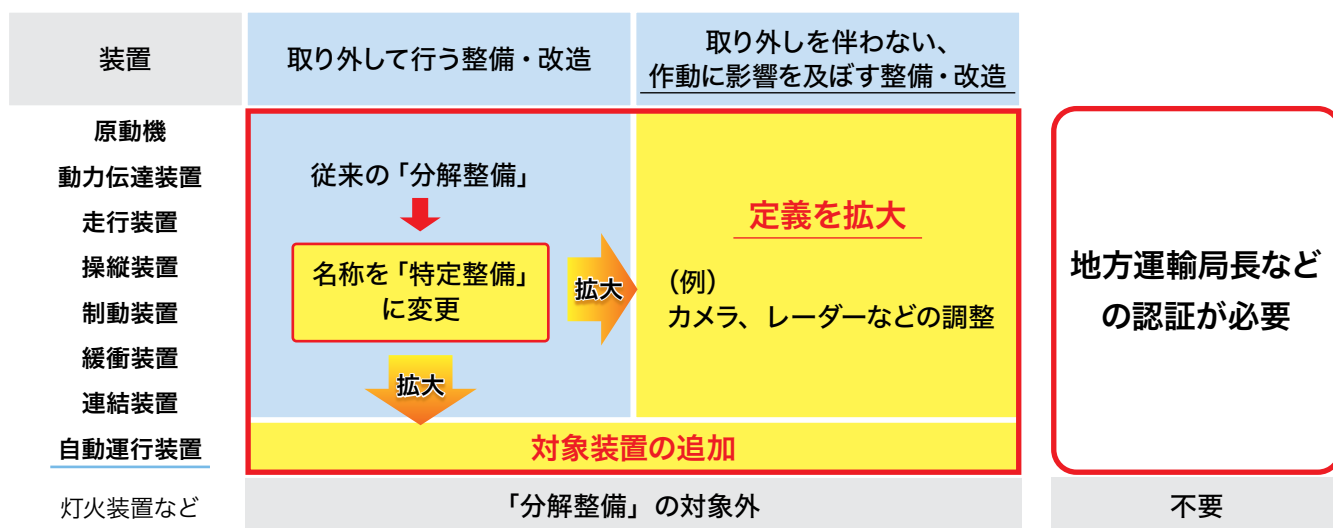 装置
取り外して行う整備・改造
取り外しを伴わない、
作動に影響を及ぼす整備・改造
原動機
動力伝達装置
走行装置
操縦装置
制動装置
緩衝装置
連結装置
自動運行装置
灯火装置など
従来の「分解整備」
名称を「特定整備」
に変更
拡大
拡大
定義を拡大
（例）
カメラ、レーダーなどの調整
対象装置の追加
「分解整備」の対象外
地方運輸局長など
の認証が必要
不要